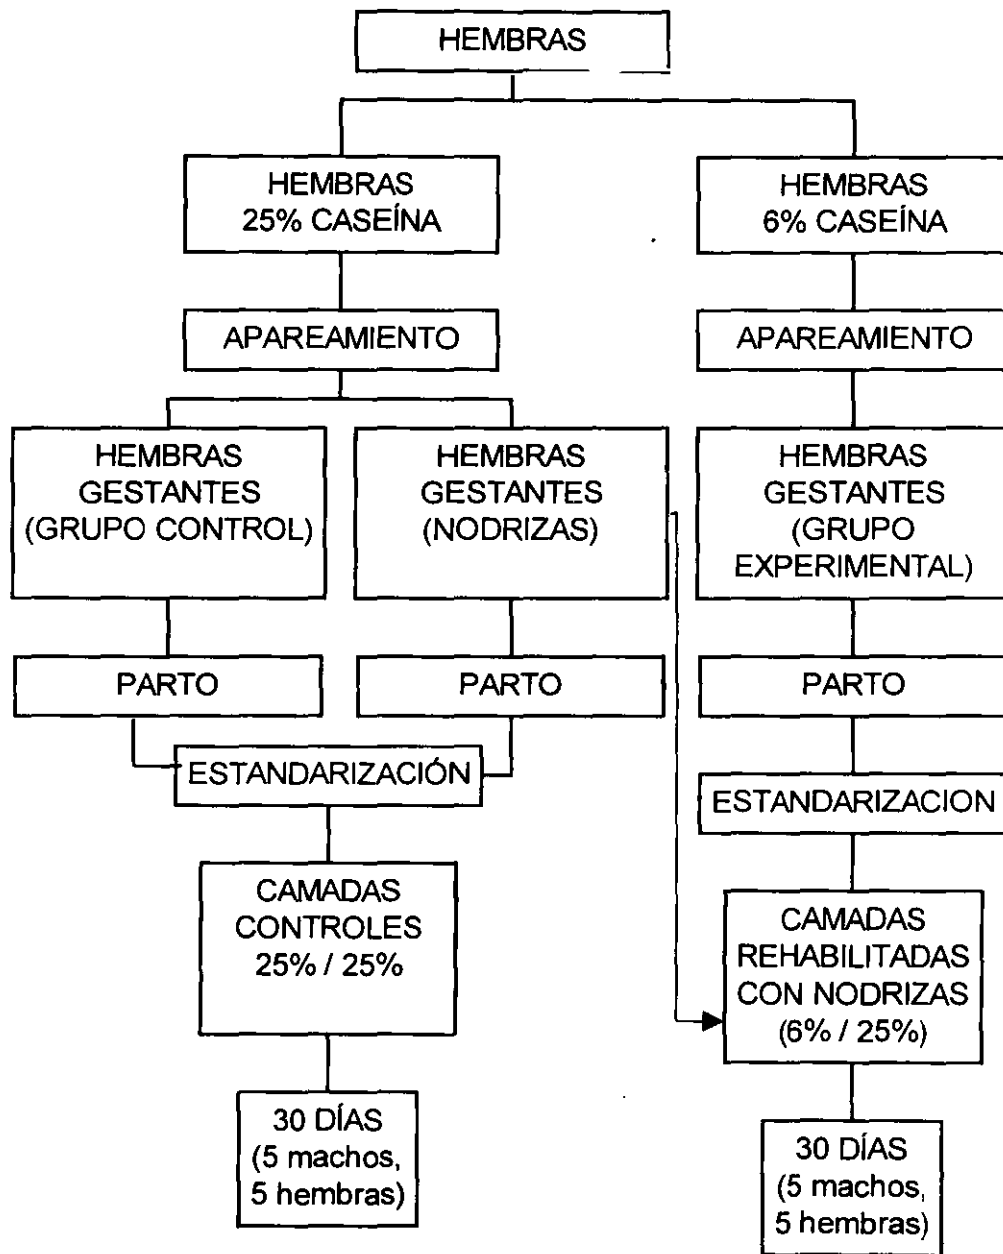 HEMBRAS
HEMBRAS
25% CASEÍNA
HEMBRAS
6% CASEÍNA
APAREAMIENTO
APAREAMIENTO
HEMBRAS
GESTANTES
(GRUPO CONTROL)
HEMBRAS
GESTANTES
(NODRIZAS)
HEMBRAS
GESTANTES
(GRUPO
EXPERIMENTAL)
PARTO
PARTO
PARTO
ESTANDARIZACIÓN
ESTANDARIZACION
CAMADAS
CONTROLES
25% / 25%
CAMADAS
REHABILITADAS
CON NODRIZAS
(6% / 25%)
30 DÍAS
(5 machos,
5 hembras)
30 DÍAS
(5 machos,
5 hembras)